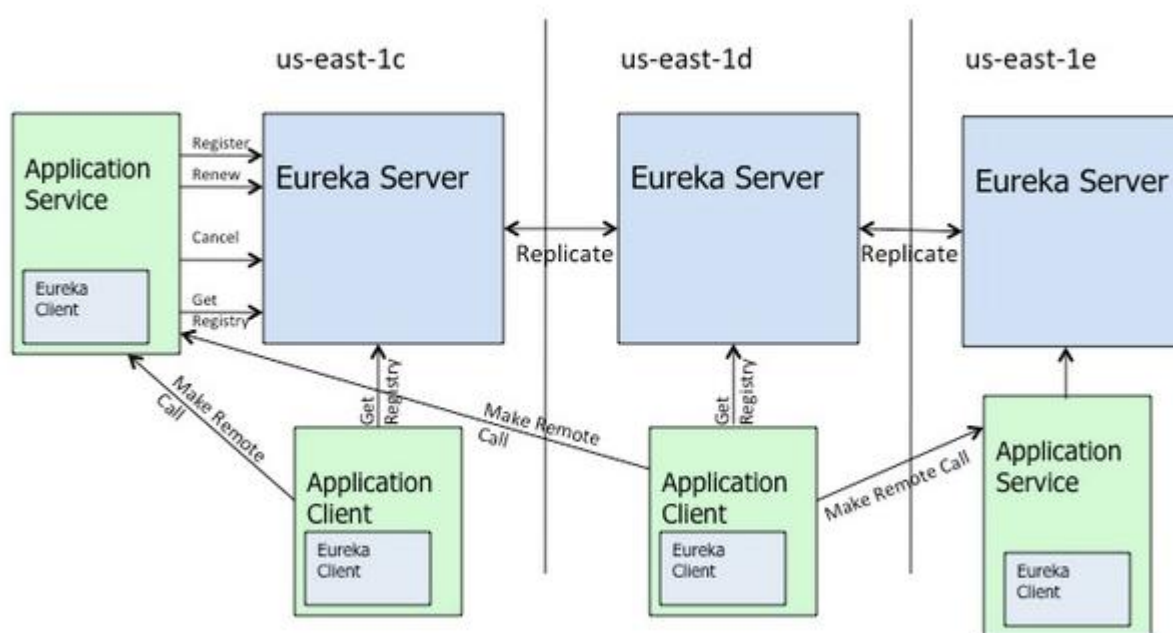 us-east-1c
us-east-1d
us-east-1e
Application
Service
Eureka
Client
Register
Renew
Cancel
Get
Registry
Eureka Server
Replicate
Eureka Server
Replicate
Eureka Server
Make Remote
Call
Get
Registry
Make Remote
Call
Get
Registry
Make Remote Call
Application
Client
Eureka
Client
Application
Client
Eureka
Client
Application
Service
Eureka
Client